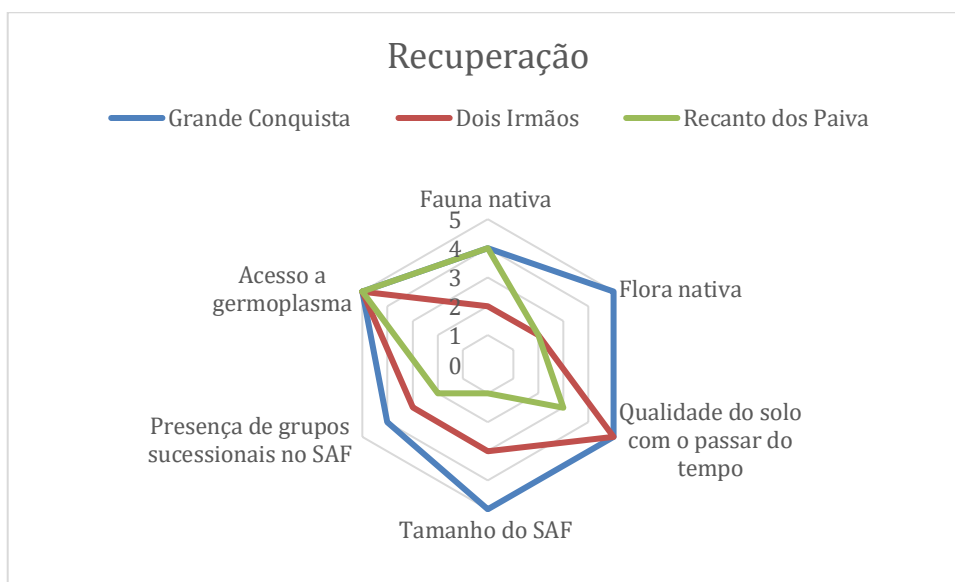 Recuperação
Grande Conquista
Dois Irmãos
Recanto dos Paiva
Fauna nativa
5
4
3
2
1
0
Flora nativa
Qualidade do solo
com o passar do
tempo
Tamanho do SAF
Presença de grupos
sucessionais no SAF
Acesso a
germoplasma